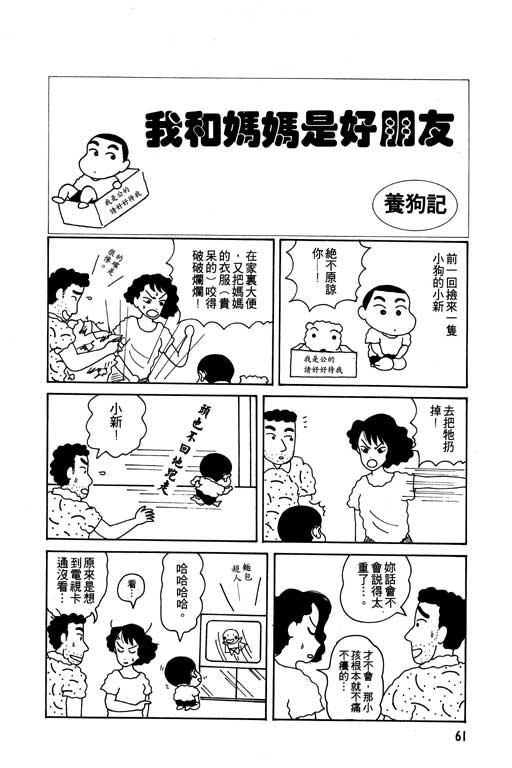 我和媽媽是好朋友
養狗記
我是公的
請好好待我
前一回撿來一隻
小狗的小新
絕不原諒
你—！
我是公的
請好好待我
在家裏大便
，又把媽媽
的衣服（貴
呆的）咬得
破破爛爛！
的確是
很慘。
去把牠扔
掉！
小新！
頭也不回地跑走
妳話會不
會說得太
重了…。
才不會，那小
孩根本就不痛
不癢的…！
麵包
超人
哈哈哈哈。
看…
原來是想
到電視卡
通沒看…
61